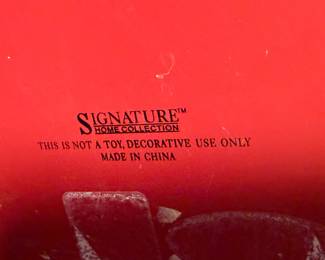 SIGNATURE™
HOME COLLECTION
THIS IS NOT A TOY, DECORATIVE USE ONLY
MADE IN CHINA